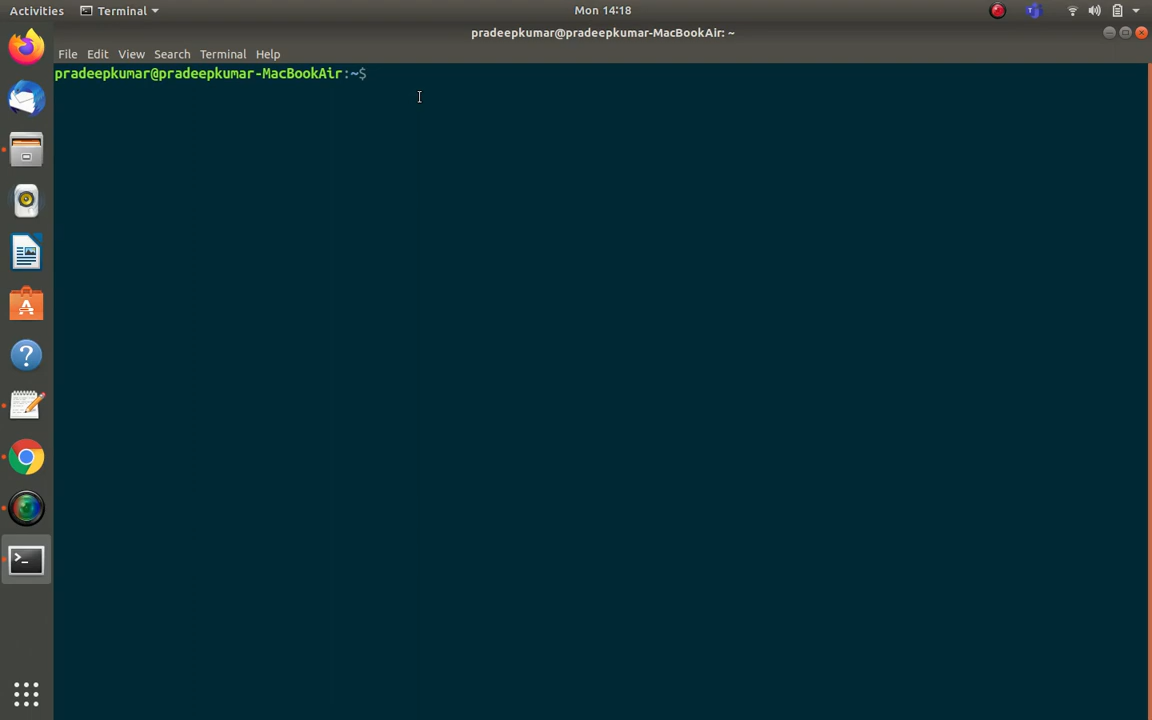 Activities Terminal Mon 14:18
pradeepkumar@pradeepkumar-MacBookAir: ~
File Edit View Search Terminal Help
pradeepkumar@pradeepkumar-MacBookAir:~$